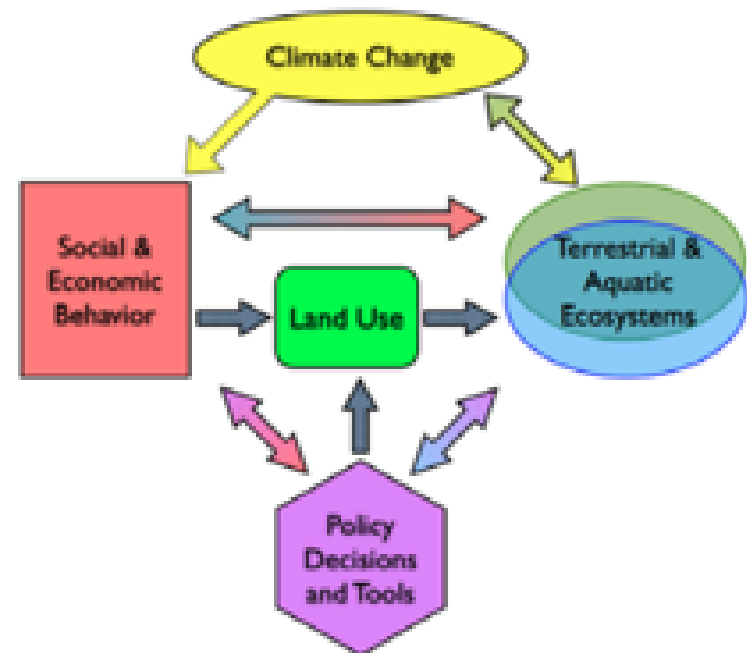 Climate Change
Social &
Economic
Behavior
Land Use
Terrestrial &
Aquatic
Ecosystems
Policy
Decisions
and Tools